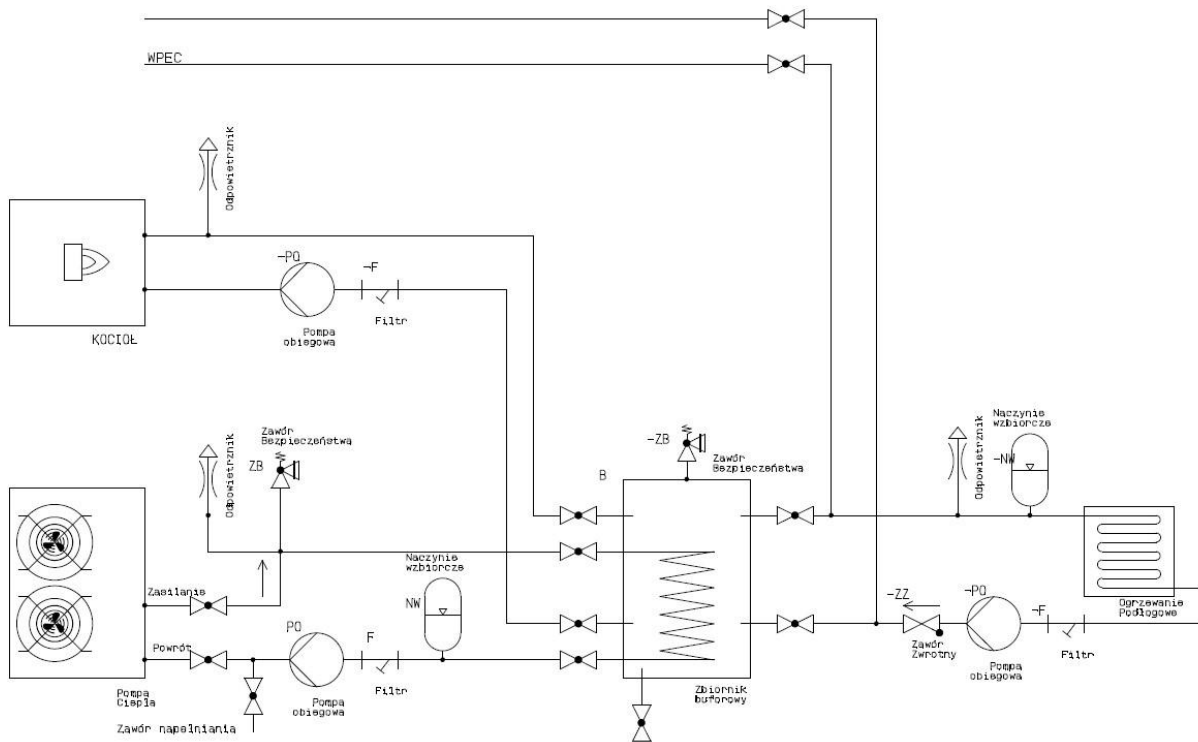 WPEC
Odpowietrznik
¬PO
¬F
Filtr
Pompa
obiegowa
KOCIOŁ
Zawór
Bezpieczeństwa
ZB
Odpowietrznik
¬ZB
Zawór
Bezpieczeństwa
B
Naczynie
wzbiorcze
¬NW
Odpowietrznik
Zasilanie
Naczynie
wzbiorcze
NW
Powrót
PO
F
Filtr
Pompa
obiegowa
Pompa
Ciepła
Zawór napełniania
Zbiornik
buforowy
¬ZZ
Zawór
Zwrotny
¬PO
Pompa
obiegowa
¬F
Filtr
Ogrzewanie
Podłogowe